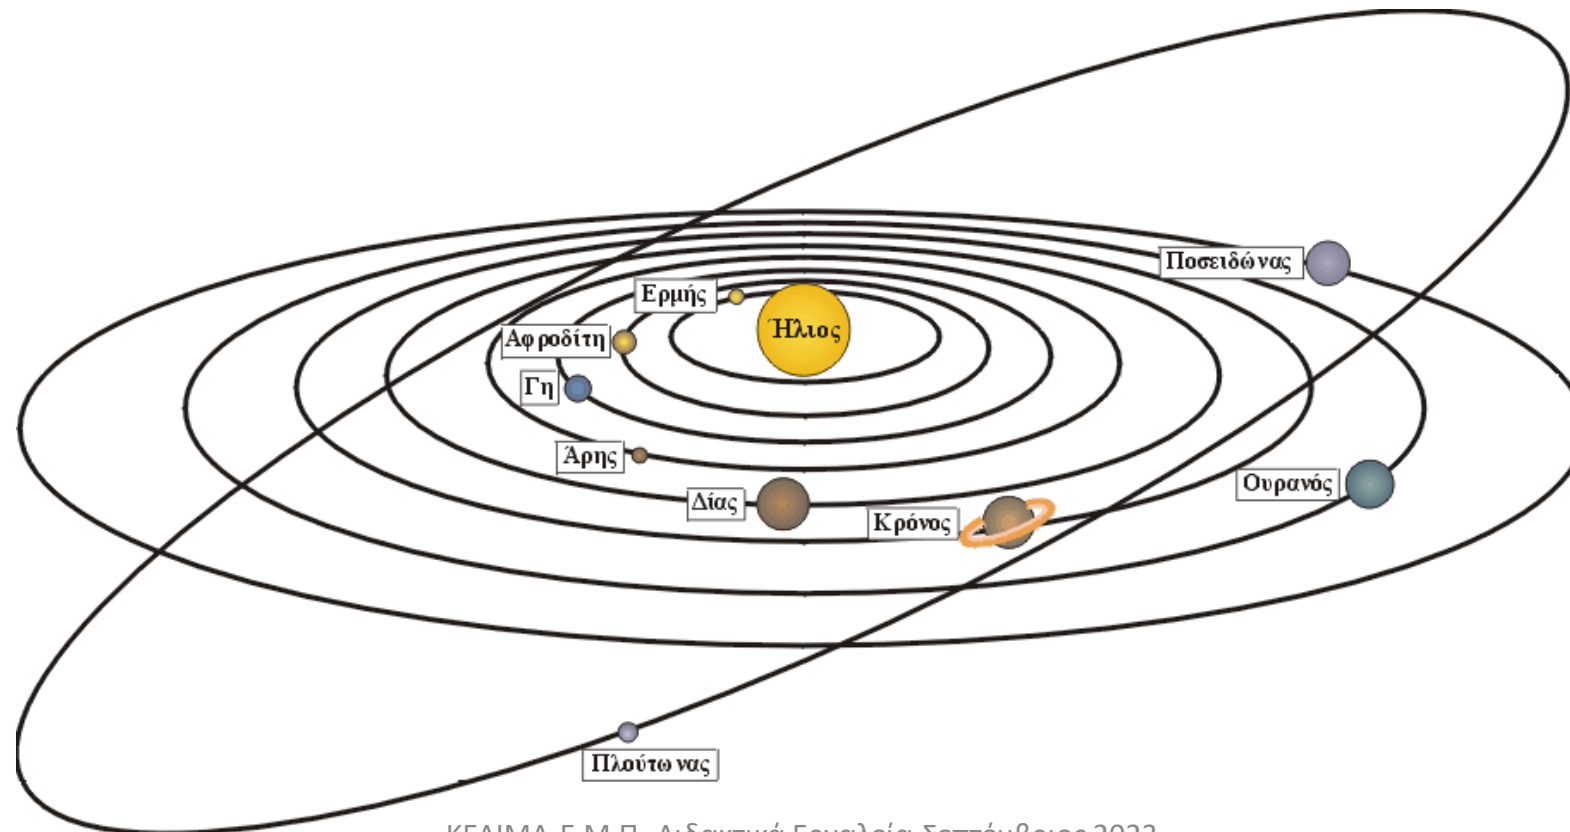 Ποσειδώνας
Ερμής
Ήλιος
Αφροδίτη
Γη
Άρης
Δίας
Κρόνος
Ουρανός
Πλούτωνας